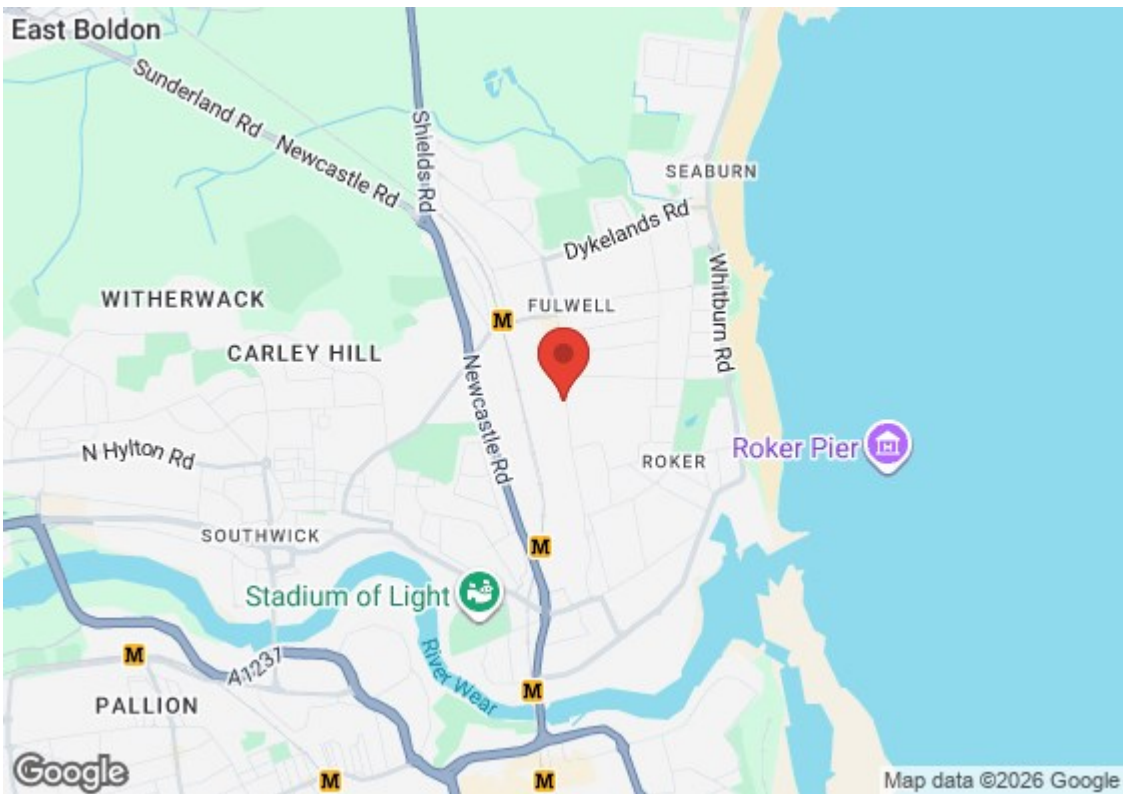 East Boldon
Sunderland Rd
Newcastle Rd
Shields Rd
SEABURN
Dykelands Rd
Whitburn Rd
WITHERWACK
FULWELL
M
CARLEY HILL
Newcastle Rd
N Hylton Rd
ROKER
Roker Pier
SOUTHWICK
M
Stadium of Light
River Wear
M
A1237
M
PALLION
M
M
Google
Map data ©2026 Google